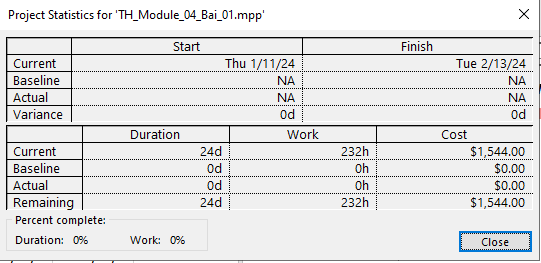 Project Statistics for 'TH_Module_04_Bai_01.mpp'
Start Finish
Current Thu 1/11/24 Tue 2/13/24
Baseline NA NA
Actual NA NA
Variance 0d 0d
Duration Work Cost
Current 24d 232h $1,544.00
Baseline 0d 0h $0.00
Actual 0d 0h $0.00
Remaining 24d 232h $1,544.00
Percent complete:
Duration: 0% Work: 0%
Close